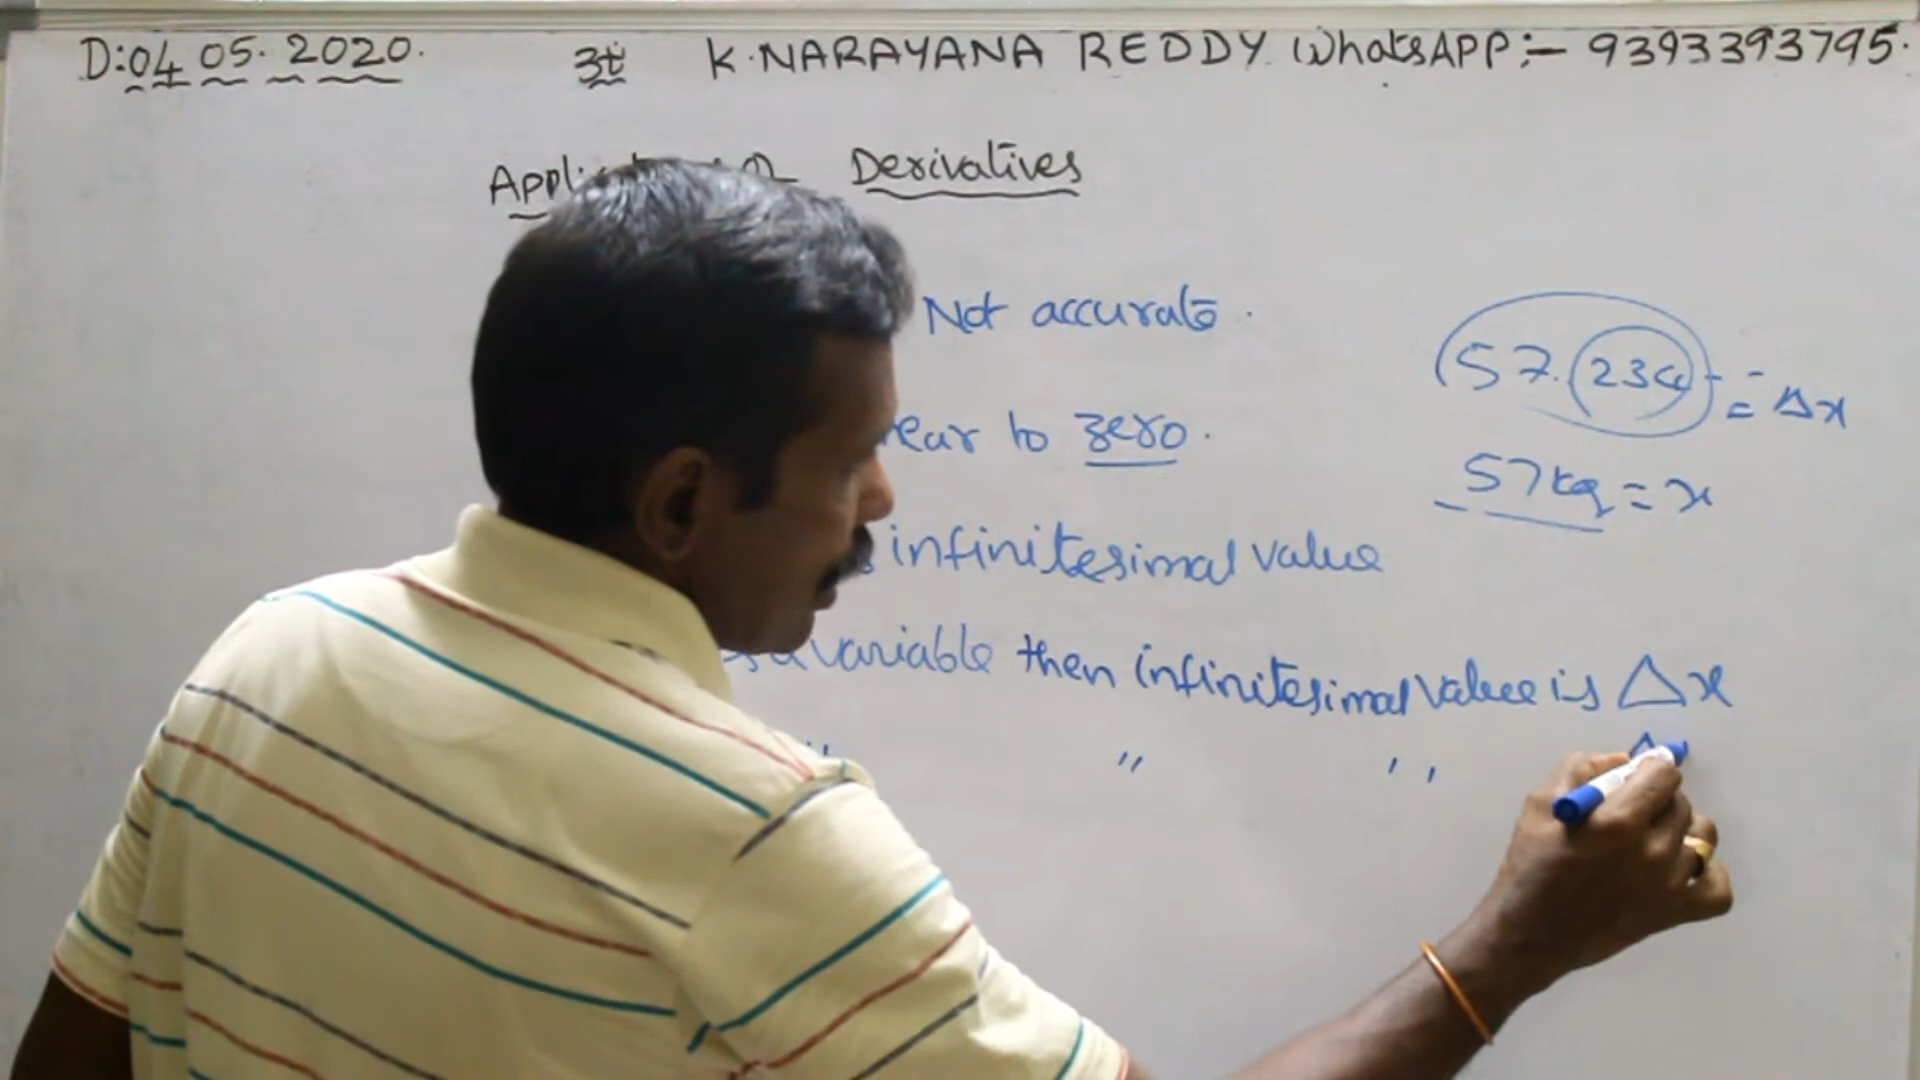 D:04 05.2020. 3 K.NARAYANA REDDY WhatsAPP:- 9393393795.
Derivatives
Not accurate.
57.234 = Δx
near to zero.
57kg = x
infinitesimal value
a variable then infinitesimal value is Δx
" " "